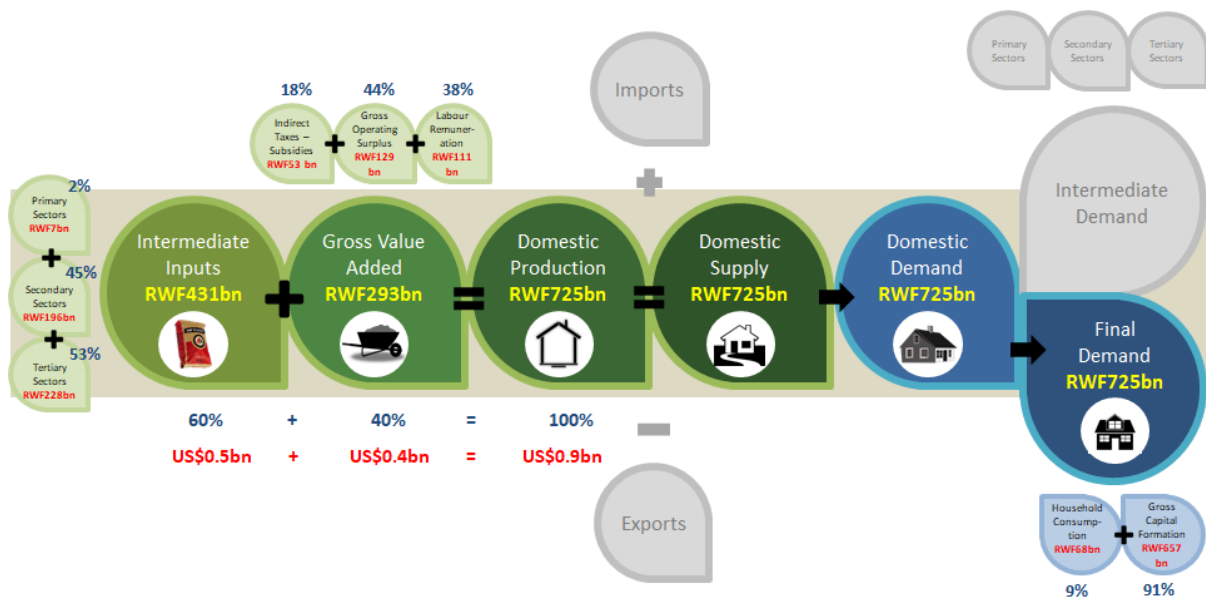 Primary
Sectors
Secondary
Sectors
Tertiary
Sectors
Imports
18%
44%
38%
Indirect
Taxes –
Subsidies
RWF53 bn
Gross
Operating
Surplus
RWF129
bn
Labour
Remuner-
ation
RWF111
bn
2%
Primary
Sectors
RWF7bn
45%
Secondary
Sectors
RWF196bn
53%
Tertiary
Sectors
RWF228bn
Intermediate
Inputs
RWF431bn
+
Gross Value
Added
RWF293bn
=
Domestic
Production
RWF725bn
=
Domestic
Supply
RWF725bn
Domestic
Demand
RWF725bn
Intermediate
Demand
Final
Demand
RWF725bn
60% + 40% = 100%
US$0.5bn + US$0.4bn = US$0.9bn
Exports
Household
Consump-
tion
RWF68bn
Gross
Capital
Formation
RWF657
bn
9%
91%